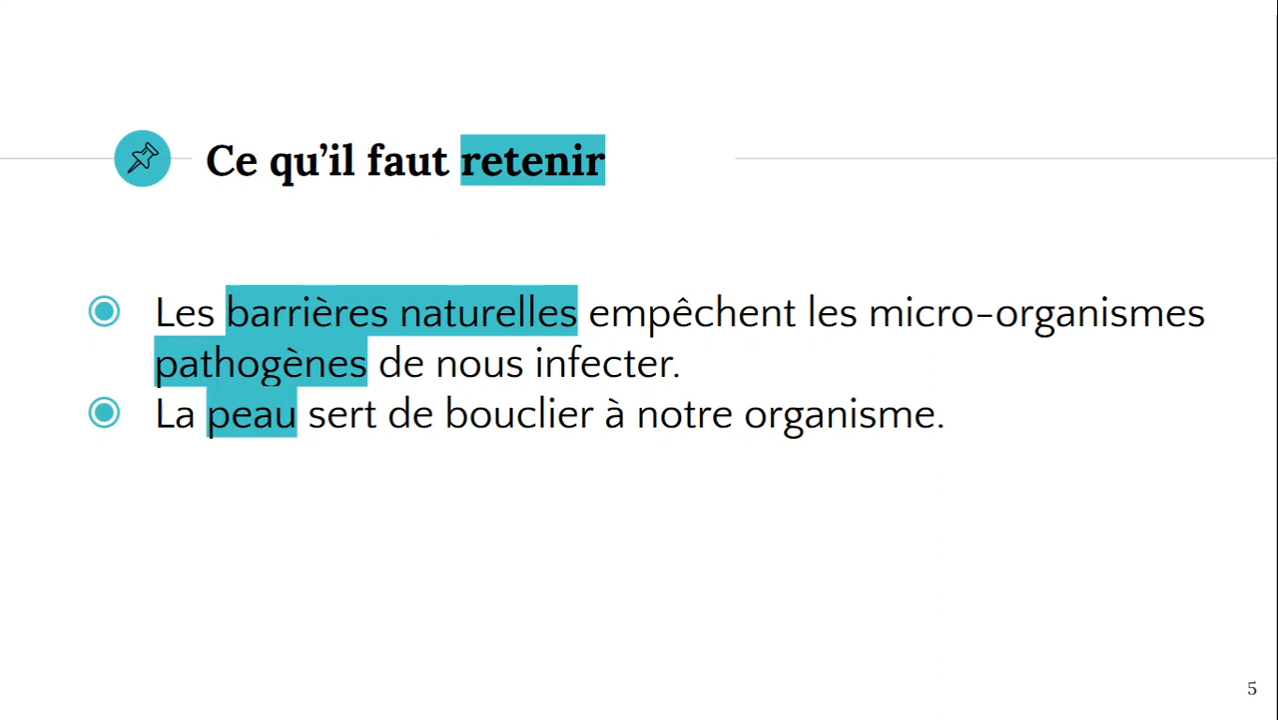 Ce qu’il faut retenir
Les barrières naturelles empêchent les micro-organismes
pathogènes de nous infecter.
La peau sert de bouclier à notre organisme.
5